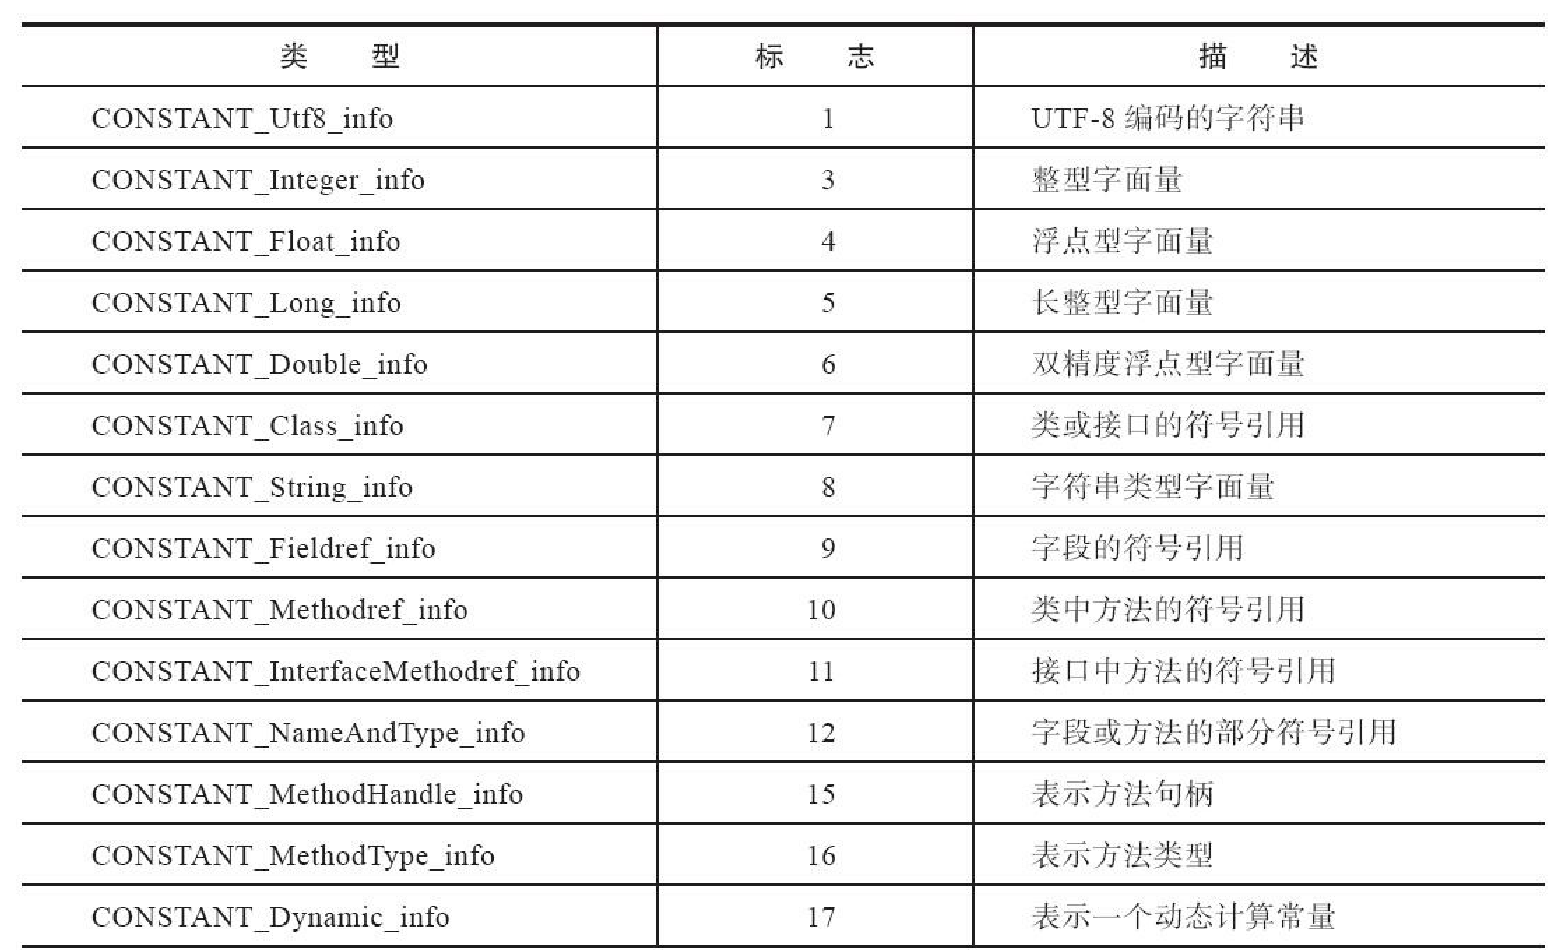 类 型 标 志 描 述
CONSTANT_Utf8_info 1 UTF-8 编码的字符串
CONSTANT_Integer_info 3 整型字面量
CONSTANT_Float_info 4 浮点型字面量
CONSTANT_Long_info 5 长整型字面量
CONSTANT_Double_info 6 双精度浮点型字面量
CONSTANT_Class_info 7 类或接口的符号引用
CONSTANT_String_info 8 字符串类型字面量
CONSTANT_Fieldref_info 9 字段的符号引用
CONSTANT_Methodref_info 10 类中方法的符号引用
CONSTANT_InterfaceMethodref_info 11 接口中方法的符号引用
CONSTANT_NameAndType_info 12 字段或方法的部分符号引用
CONSTANT_MethodHandle_info 15 表示方法句柄
CONSTANT_MethodType_info 16 表示方法类型
CONSTANT_Dynamic_info 17 表示一个动态计算常量